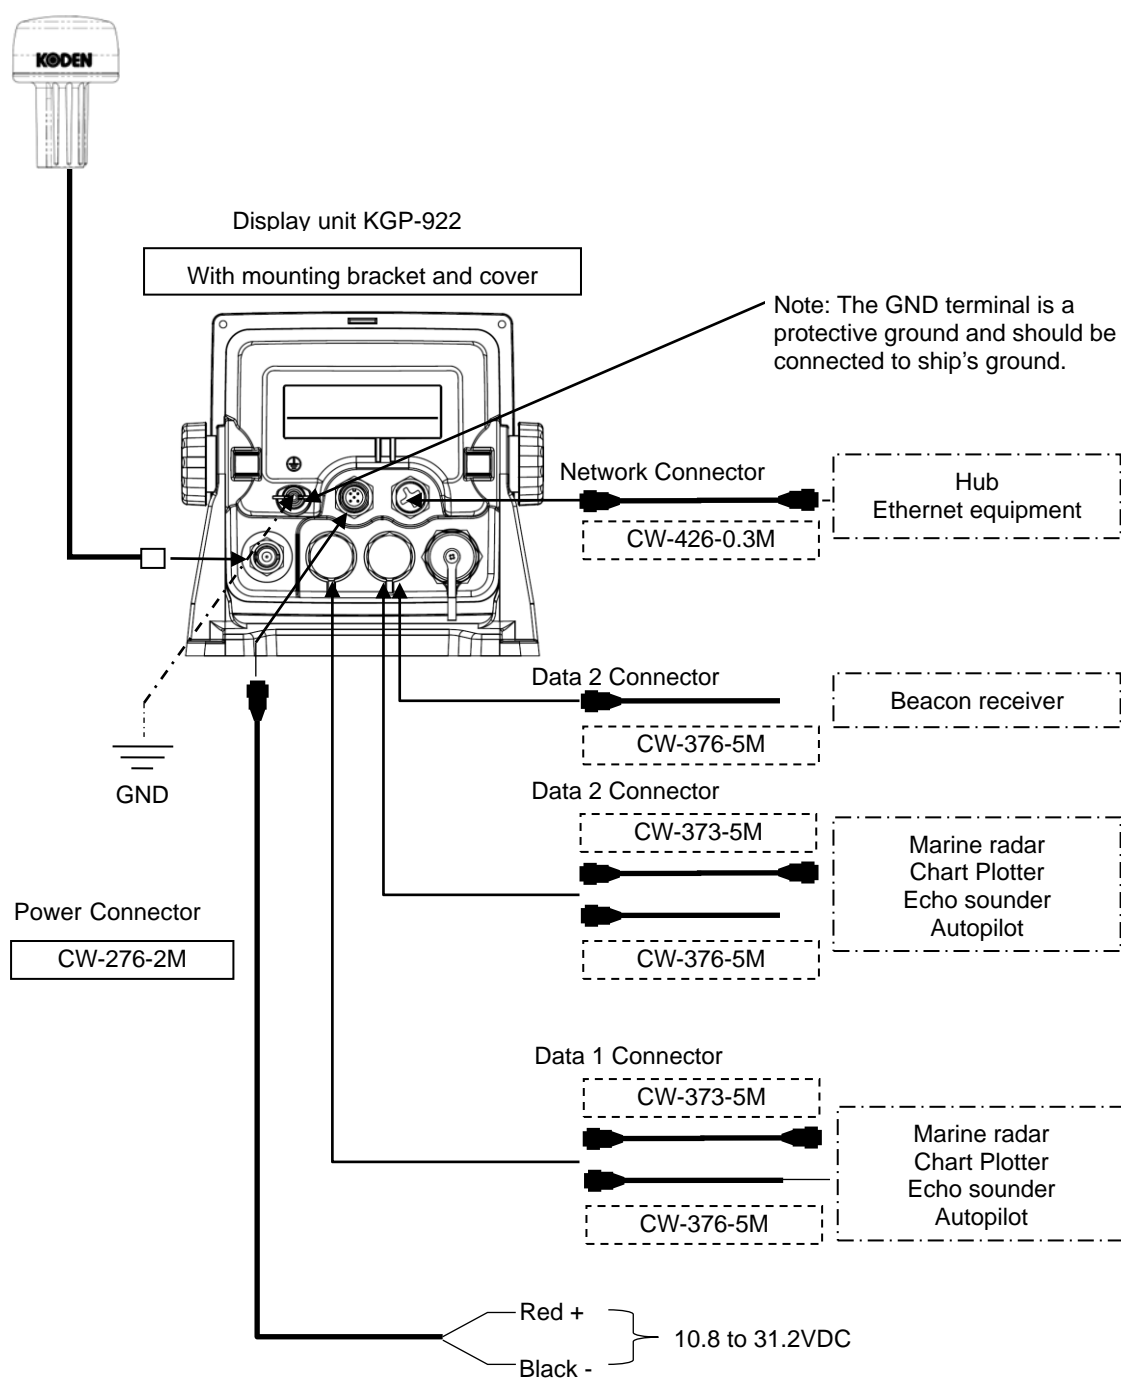 KODEN
Display unit KGP-922
With mounting bracket and cover
Note: The GND terminal is a
protective ground and should be
connected to ship's ground.
Network Connector
CW-426-0.3M
Hub
Ethernet equipment
Data 2 Connector
CW-376-5M
Beacon receiver
GND
Data 2 Connector
CW-373-5M
CW-376-5M
Marine radar
Chart Plotter
Echo sounder
Autopilot
Power Connector
CW-276-2M
Data 1 Connector
CW-373-5M
CW-376-5M
Marine radar
Chart Plotter
Echo sounder
Autopilot
Red +
Black -
10.8 to 31.2VDC